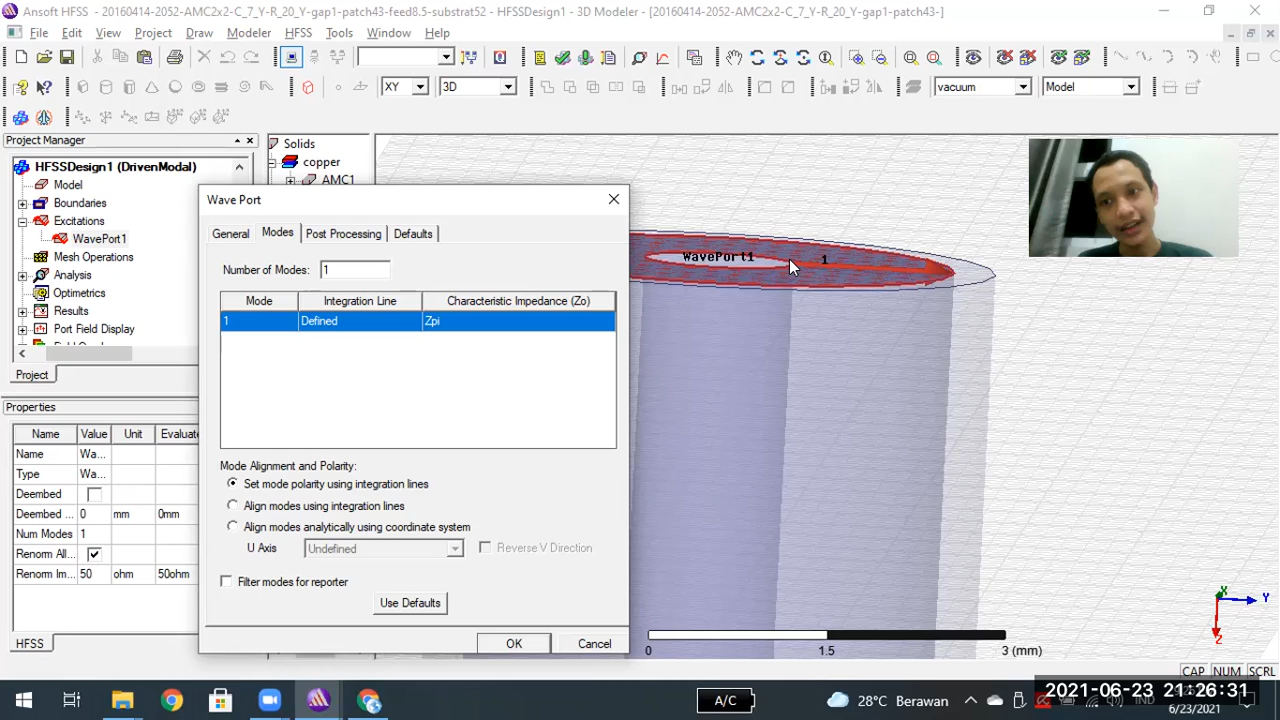 Ansoft HFSS - 20160414-2052-AMC2x2-C_7_Y-R_20_Y-gap1-patch43-feed8.5-substrat52 - HFSSDesign1 - 3D Modeler - [20160414-2052-AMC2x2-C_7_Y-R_20_Y-gap1-patch43-]
File Edit View Project Draw Modeler HFSS Tools Window Help
XY 3D vacuum Model
Project Manager
HFSSDesign1 (DrivenModal)
Model
Boundaries
Excitations
WavePort1
Mesh Operations
Analysis
Optimetrics
Results
Port Field Display
Project
Solids
copper
AMC1
Properties
Name Value Unit Evaluate
Name Wa...
Type Wa...
Deembed
Deembed ... 0 mm 0mm
Num Modes 1
Renorm All...
Renorm Im... 50 ohm 50ohm
HFSS
Wave Port
General Modes Post Processing Defaults
Number of Modes: 1
Mode Integration Line Characteristic Impedance (Zo)
1 Defined Zpi
Mode Alignment and Polarity:
Set mode polarity using integration lines
Align modes using integration lines
Align modes analytically using coordinate system
U Axis Undefined Reverse V Direction
Filter modes for reporter
Use Defaults
OK Cancel
WavePort1 1
X
Y
Z
0 1.5 3 (mm)
CAP NUM SCRL
A/C 28°C Berawan IND
2021-06-23 21:26:31
6/23/2021